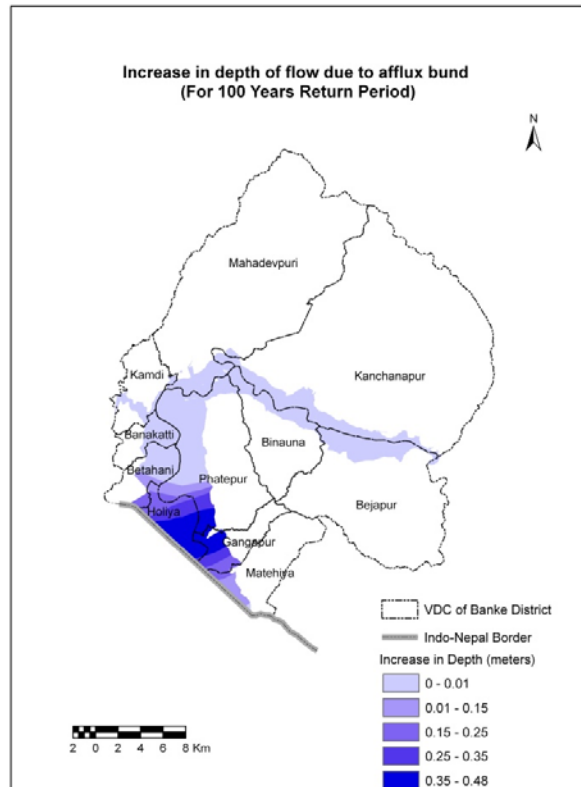 Increase in depth of flow due to afflux bund
(For 100 Years Return Period)
N
Mahadevpuri
Kamdi
Kanchanapur
Banakatti
Binauna
Betahani
Phatepur
Bejapur
Holiya
Gangapur
Matehiya
VDC of Banke District
Indo-Nepal Border
Increase in Depth (meters)
0 - 0.01
0.01 - 0.15
0.15 - 0.25
0.25 - 0.35
0.35 - 0.48
2 0 2 4 6 8 Km